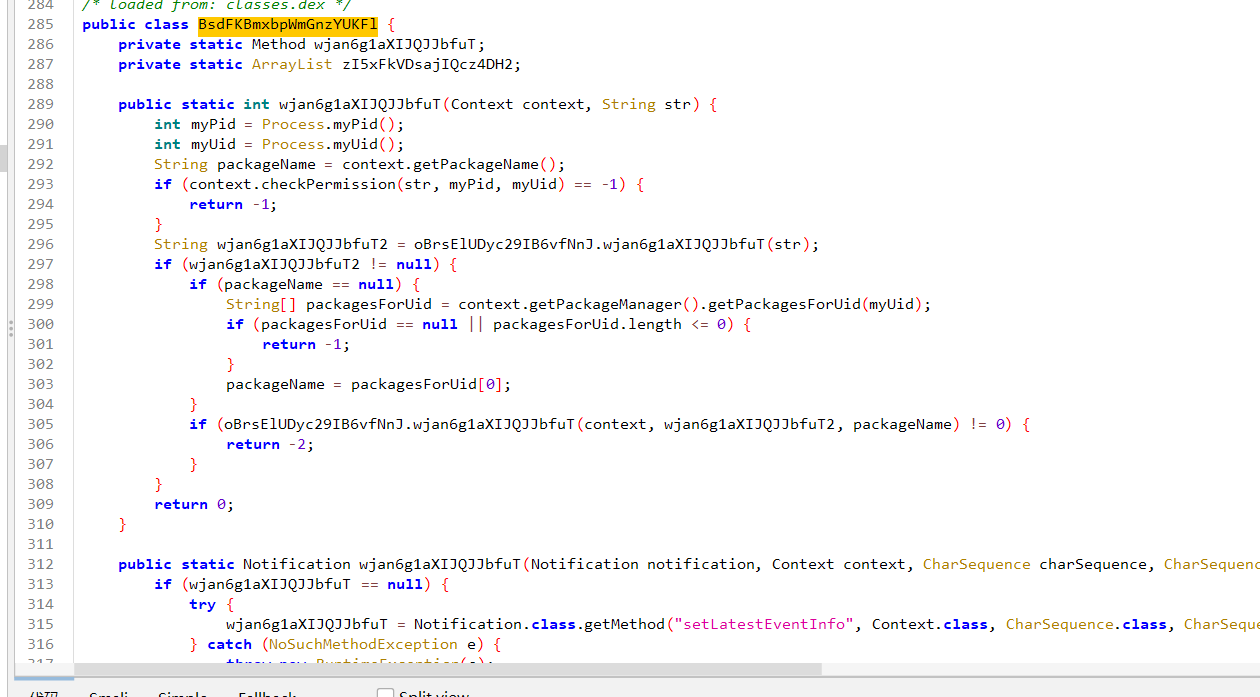 284 /* loaded from: classes.dex */
285 public class BsdFKBmxbpWmGnzYUKFl {
286 private static Method wjan6g1aXIJQJJbfuT;
287 private static ArrayList zI5xFkVDsajIQcz4DH2;
288
289 public static int wjan6g1aXIJQJJbfuT(Context context, String str) {
290 int myPid = Process.myPid();
291 int myUid = Process.myUid();
292 String packageName = context.getPackageName();
293 if (context.checkPermission(str, myPid, myUid) == -1) {
294 return -1;
295 }
296 String wjan6g1aXIJQJJbfuT2 = oBrsElUDyc29IB6vfNnJ.wjan6g1aXIJQJJbfuT(str);
297 if (wjan6g1aXIJQJJbfuT2 != null) {
298 if (packageName == null) {
299 String[] packagesForUid = context.getPackageManager().getPackagesForUid(myUid);
300 if (packagesForUid == null || packagesForUid.length <= 0) {
301 return -1;
302 }
303 packageName = packagesForUid[0];
304 }
305 if (oBrsElUDyc29IB6vfNnJ.wjan6g1aXIJQJJbfuT(context, wjan6g1aXIJQJJbfuT2, packageName) != 0) {
306 return -2;
307 }
308 }
309 return 0;
310 }
311
312 public static Notification wjan6g1aXIJQJJbfuT(Notification notification, Context context, CharSequence charSequence, CharSequenc
313 if (wjan6g1aXIJQJJbfuT == null) {
314 try {
315 wjan6g1aXIJQJJbfuT = Notification.class.getMethod("setLatestEventInfo", Context.class, CharSequence.class, CharSeque
316 } catch (NoSuchMethodException e) {
317 throw new RuntimeException(e);
代码 Smali Simple Fallback Split view